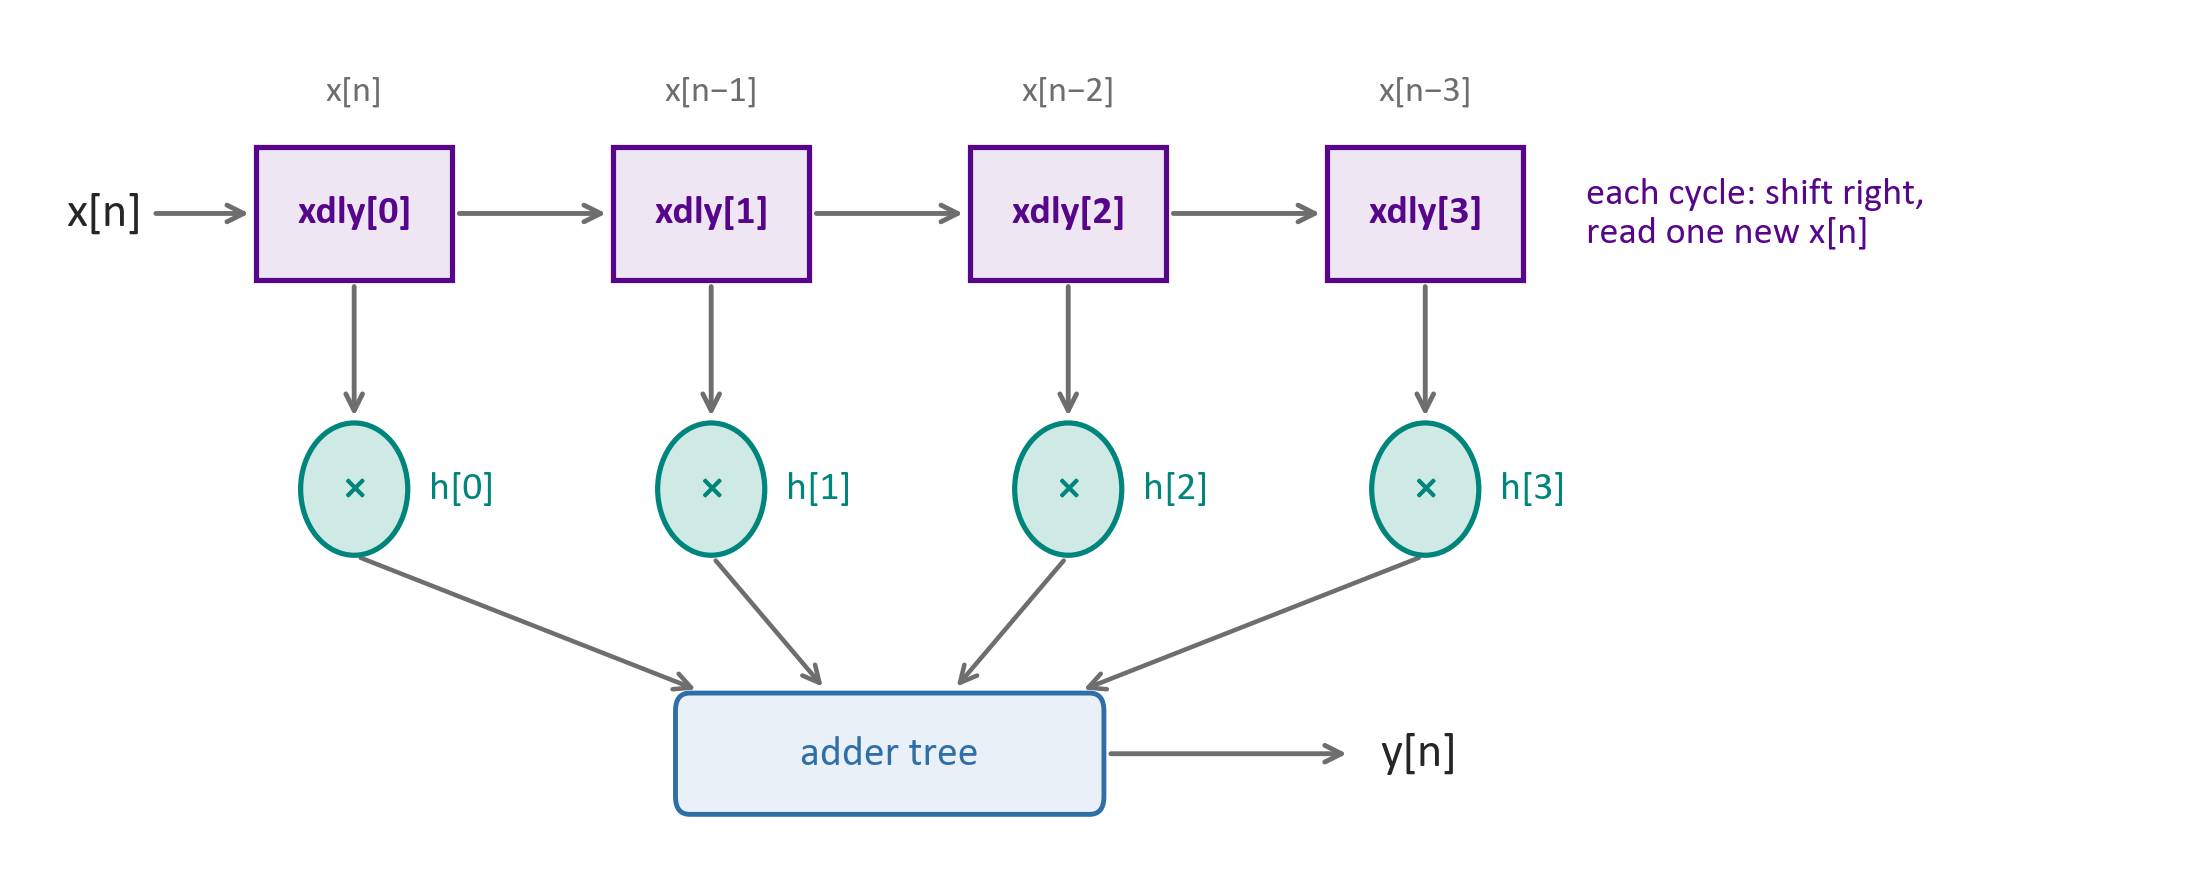 x[n]
x[n−1]
x[n−2]
x[n−3]
x[n]
xdly[0]
xdly[1]
xdly[2]
xdly[3]
each cycle: shift right,
read one new x[n]
×
h[0]
×
h[1]
×
h[2]
×
h[3]
adder tree
y[n]